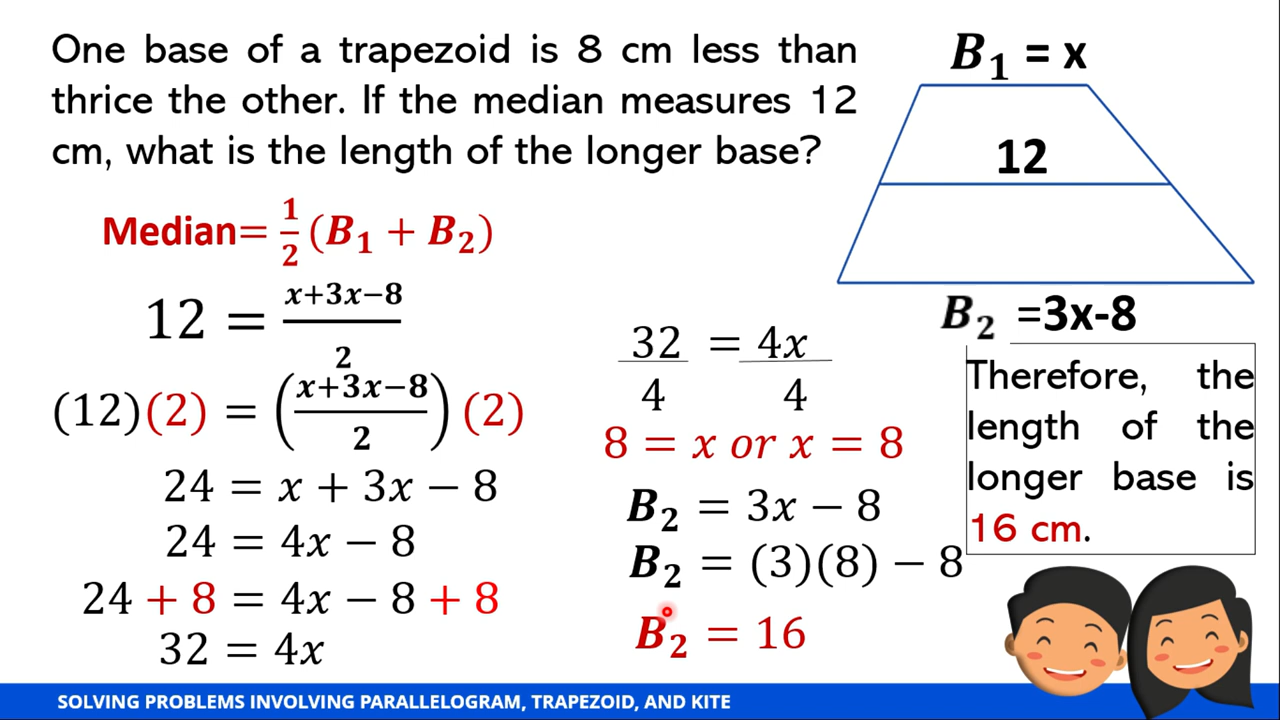 One base of a trapezoid is 8 cm less than
thrice the other. If the median measures 12
cm, what is the length of the longer base?
Median= 1/2 (B₁ + B₂)
12 = (x+3x−8)/2
(12)(2) = ((x+3x−8)/2)(2)
24 = x + 3x − 8
24 = 4x − 8
24 + 8 = 4x − 8 + 8
32 = 4x
32/4 = 4x/4
8 = x or x = 8
B₂ = 3x − 8
B₂ = (3)(8) − 8
B₂ = 16
B₁ = x
12
B₂ =3x-8
Therefore, the
length of the
longer base is
16 cm.
SOLVING PROBLEMS INVOLVING PARALLELOGRAM, TRAPEZOID, AND KITE